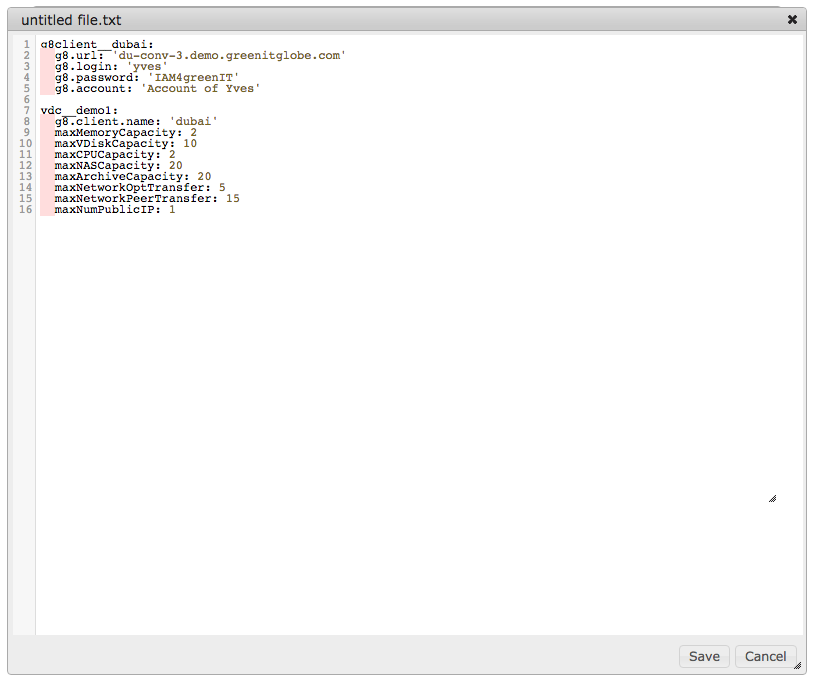 untitled file.txt
1 g8client__dubai:
2   g8.url: 'du-conv-3.demo.greenitglobe.com'
3   g8.login: 'yves'
4   g8.password: 'IAM4greenIT'
5   g8.account: 'Account of Yves'
6
7 vdc__demo1:
8   g8.client.name: 'dubai'
9   maxMemoryCapacity: 2
10   maxVDiskCapacity: 10
11   maxCPUCapacity: 2
12   maxNASCapacity: 20
13   maxArchiveCapacity: 20
14   maxNetworkOptTransfer: 5
15   maxNetworkPeerTransfer: 15
16   maxNumPublicIP: 1
Save Cancel